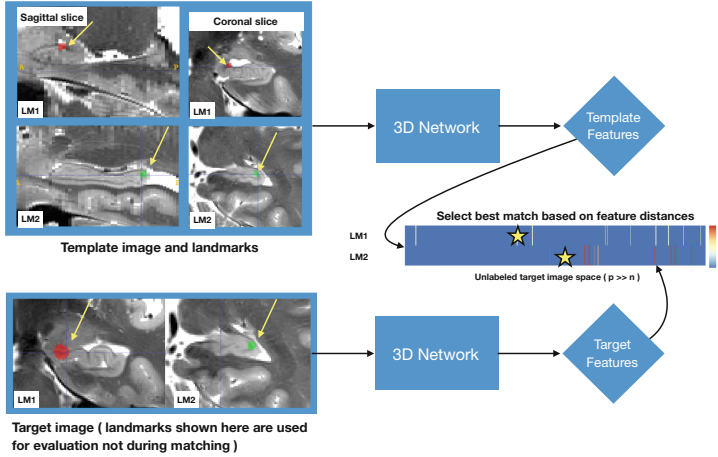 Sagittal slice
Coronal slice
LM1
LM1
LM2
LM2
Template image and landmarks
3D Network
Template
Features
Select best match based on feature distances
LM1
LM2
Unlabeled target image space ( p >> n )
LM1
LM2
3D Network
Target
Features
Target image ( landmarks shown here are used
for evaluation not during matching )